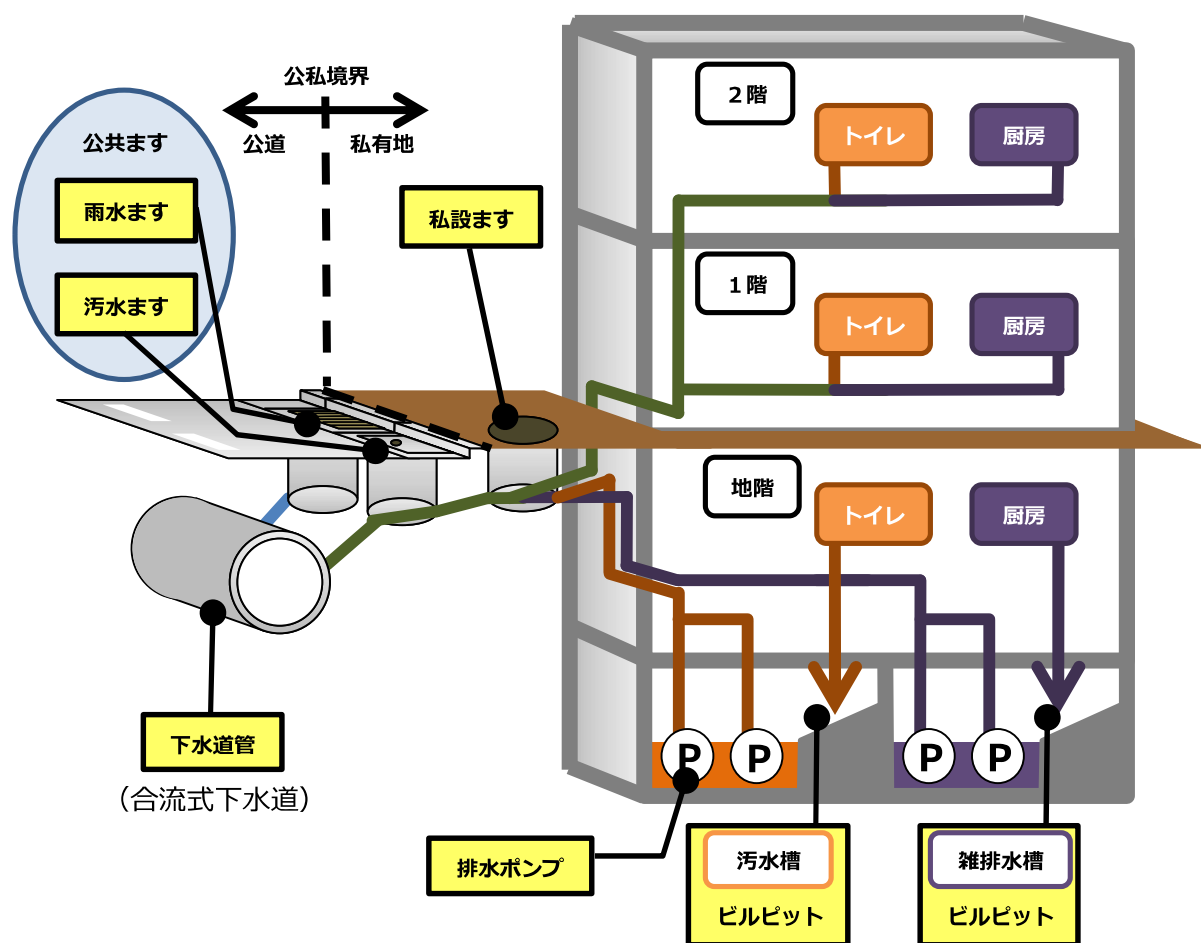 公私境界
公道
私有地
公共ます
雨水ます
汚水ます
私設ます
2階
トイレ
厨房
1階
トイレ
厨房
地階
トイレ
厨房
下水道管
（合流式下水道）
P
P
P
P
排水ポンプ
汚水槽
ビルピット
雑排水槽
ビルピット